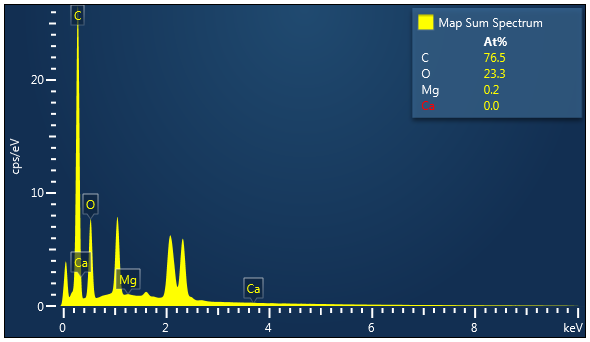 Map Sum Spectrum
At%
C 76.5
O 23.3
Mg 0.2
Ca 0.0
C
O
Ca
Mg
Ca
cps/eV
20
10
0
0 2 4 6 8 keV